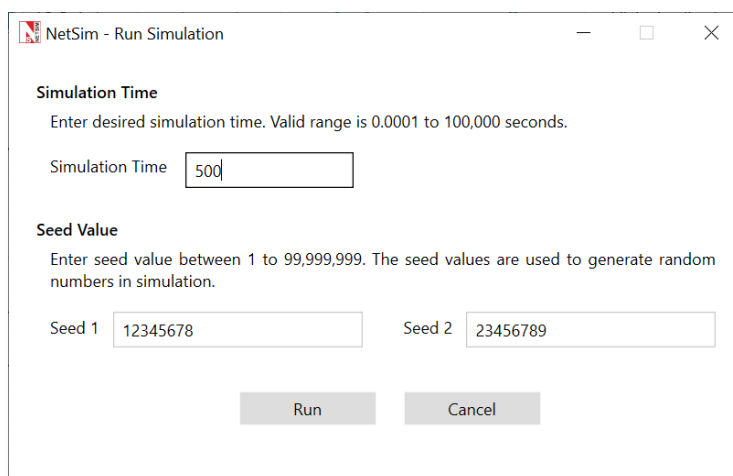 NETSIM
NetSim - Run Simulation
Simulation Time
Enter desired simulation time. Valid range is 0.0001 to 100,000 seconds.
Simulation Time 500
Seed Value
Enter seed value between 1 to 99,999,999. The seed values are used to generate random
numbers in simulation.
Seed 1 12345678 Seed 2 23456789
Run Cancel